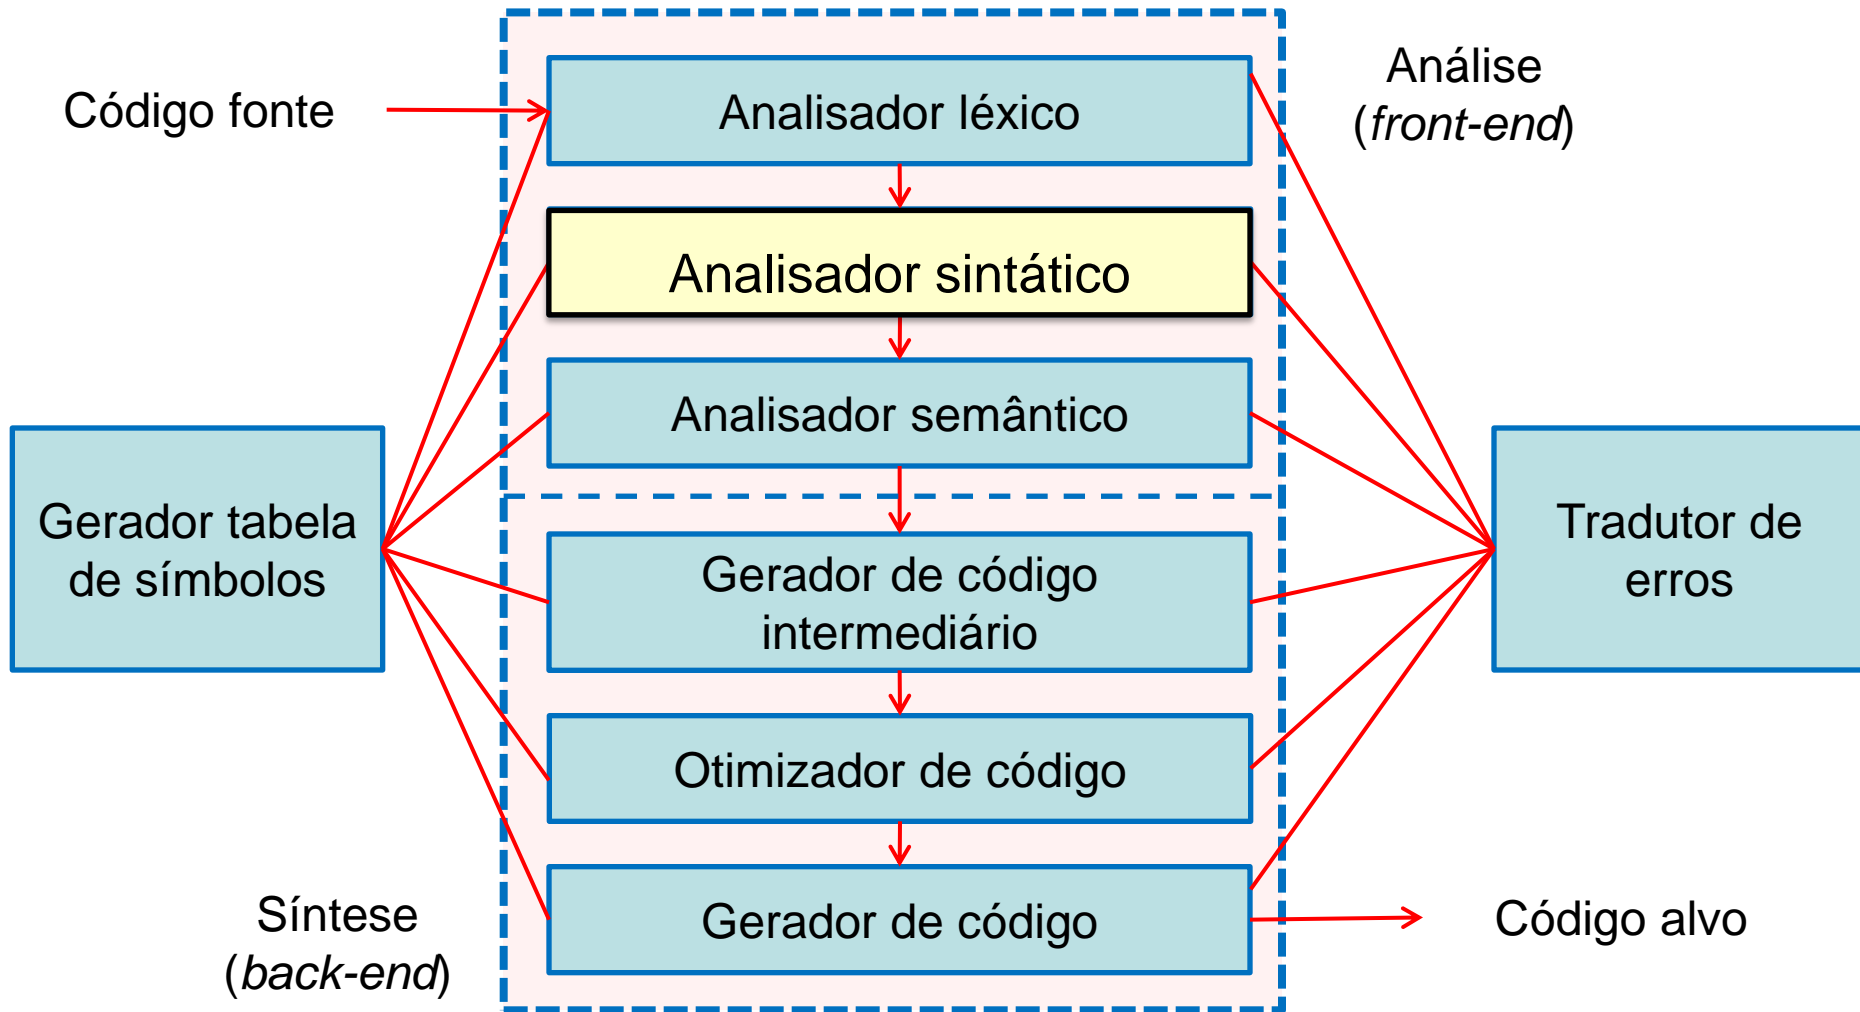 Código fonte
Analisador léxico
Análise
(front-end)
Analisador sintático
Analisador semântico
Gerador tabela
de símbolos
Gerador de código
intermediário
Tradutor de
erros
Otimizador de código
Síntese
(back-end)
Gerador de código
Código alvo